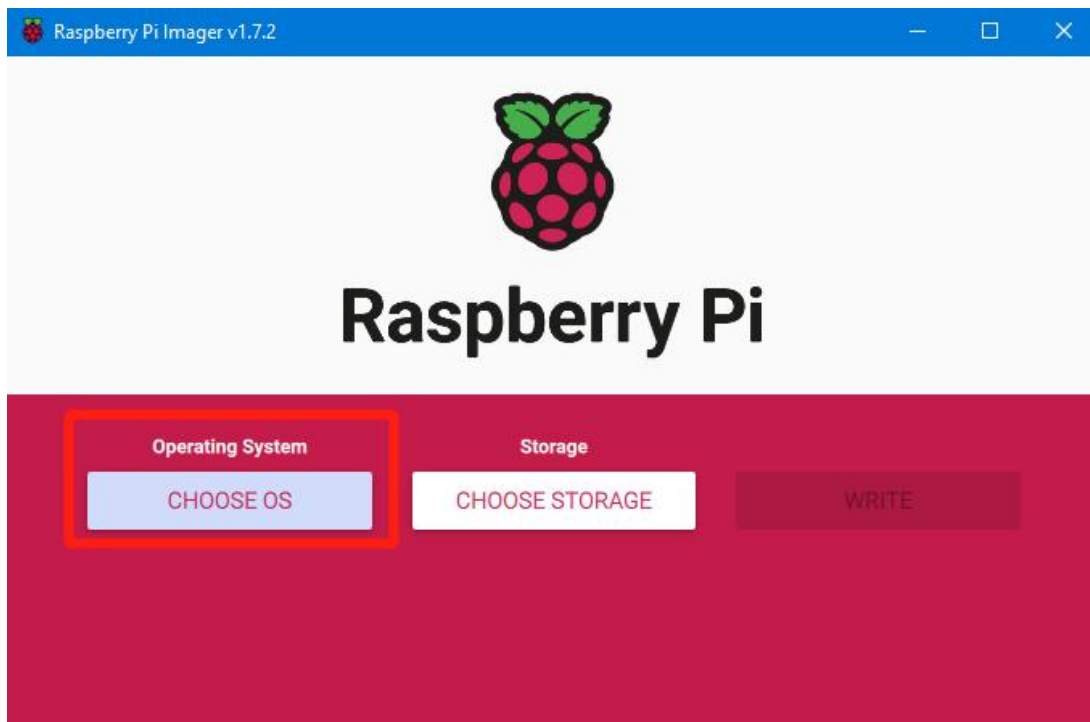 Raspberry Pi Imager v1.7.2
Raspberry Pi
Operating System
CHOOSE OS
Storage
CHOOSE STORAGE
WRITE